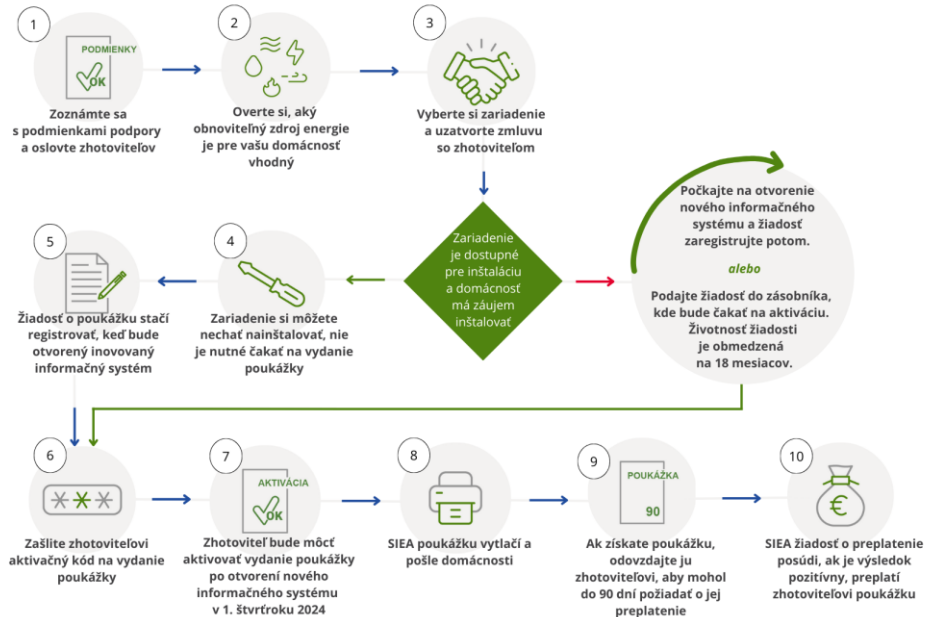 1
PODMIENKY
OK
Zoznámte sa
s podmienkami podpory
a oslovte zhotoviteľov
2
Overte si, aký
obnoviteľný zdroj energie
je pre vašu domácnosť
vhodný
3
Vyberte si zariadenie
a uzatvorte zmluvu
so zhotoviteľom
Zariadenie
je dostupné
pre inštaláciu
a domácnosť
má záujem
inštalovať
Počkajte na otvorenie
nového informačného
systému a žiadosť
zaregistrujte potom.
alebo
Podajte žiadosť do zásobníka,
kde bude čakať na aktiváciu.
Životnosť žiadosti
je obmedzená
na 18 mesiacov.
4
Zariadenie si môžete
nechať nainštalovať, nie
je nutné čakať na vydanie
poukážky
5
Žiadosť o poukážku stačí
registrovať, keď bude
otvorený inovovaný
informačný systém
6
Zašlite zhotoviteľovi
aktivačný kód na vydanie
poukážky
7
AKTIVÁCIA
OK
Zhotoviteľ bude môcť
aktivovať vydanie poukážky
po otvorení nového
informačného systému
v 1. štvrťroku 2024
8
SIEA poukážku vytlačí a
pošle domácnosti
9
POUKÁŽKA
90
Ak získate poukážku,
odovzdajte ju
zhotoviteľovi, aby mohol
do 90 dní požiadať o jej
preplatenie
10
€
SIEA žiadosť o preplatenie
posúdi, ak je výsledok
pozitívny, preplatí
zhotoviteľovi poukážku